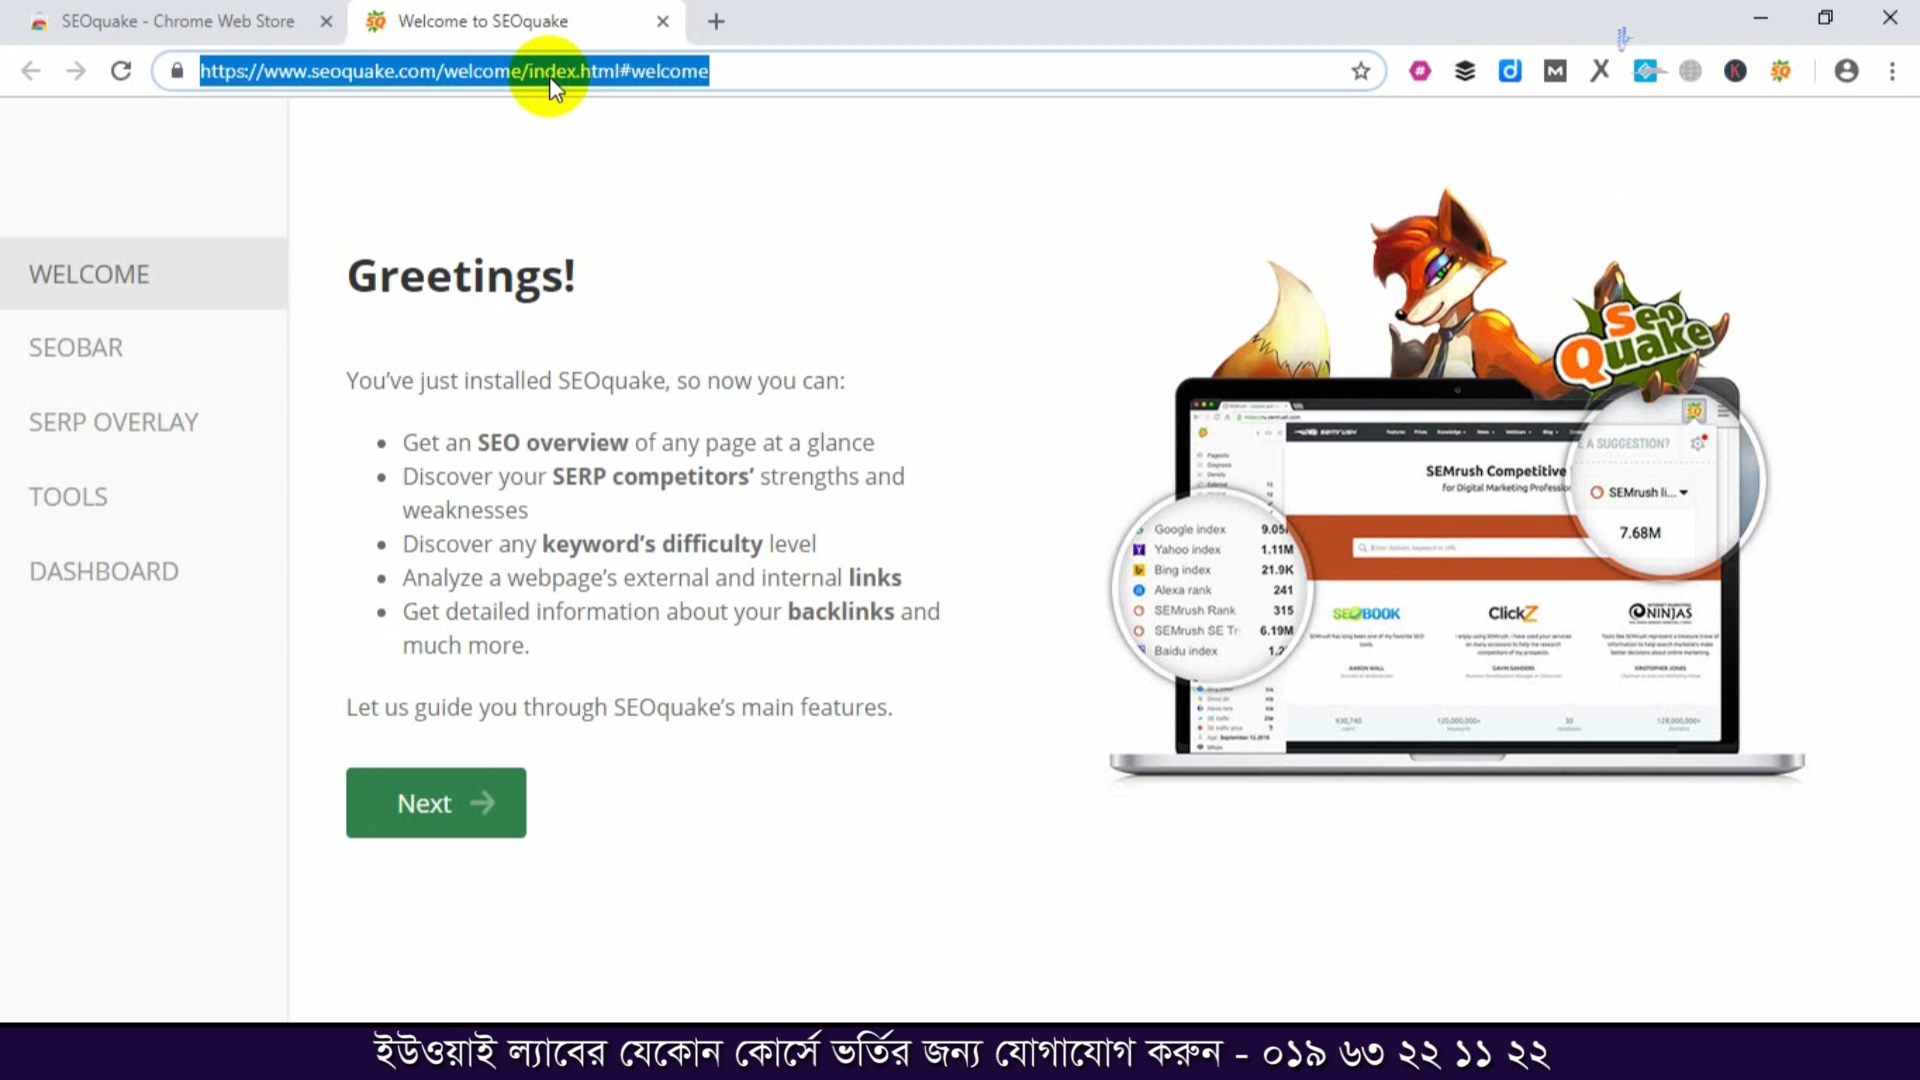 SEOquake - Chrome Web Store
Welcome to SEOquake
https://www.seoquake.com/welcome/index.html#welcome
WELCOME
SEOBAR
SERP OVERLAY
TOOLS
DASHBOARD
Greetings!
You've just installed SEOquake, so now you can:
Get an SEO overview of any page at a glance
Discover your SERP competitors' strengths and
weaknesses
Discover any keyword's difficulty level
Analyze a webpage's external and internal links
Get detailed information about your backlinks and
much more.
Let us guide you through SEOquake's main features.
Next
Seo
Quake
E A SUGGESTION?
SEMrush li...
7.68M
SEMrush Competitive
for Digital Marketing
Google index 9.05
Yahoo index 1.11M
Bing index 21.9K
Alexa rank 241
SEMrush Rank 315
SEMrush SE Tr 6.19M
Baidu index 1.2
SEOBOOK
ClickZ
NINJAS
ইউওয়াই ল্যাবের যেকোন কোর্সে ভর্তির জন্য যোগাযোগ করুন - ০১৯ ৬৩ ২২ ১১ ২২